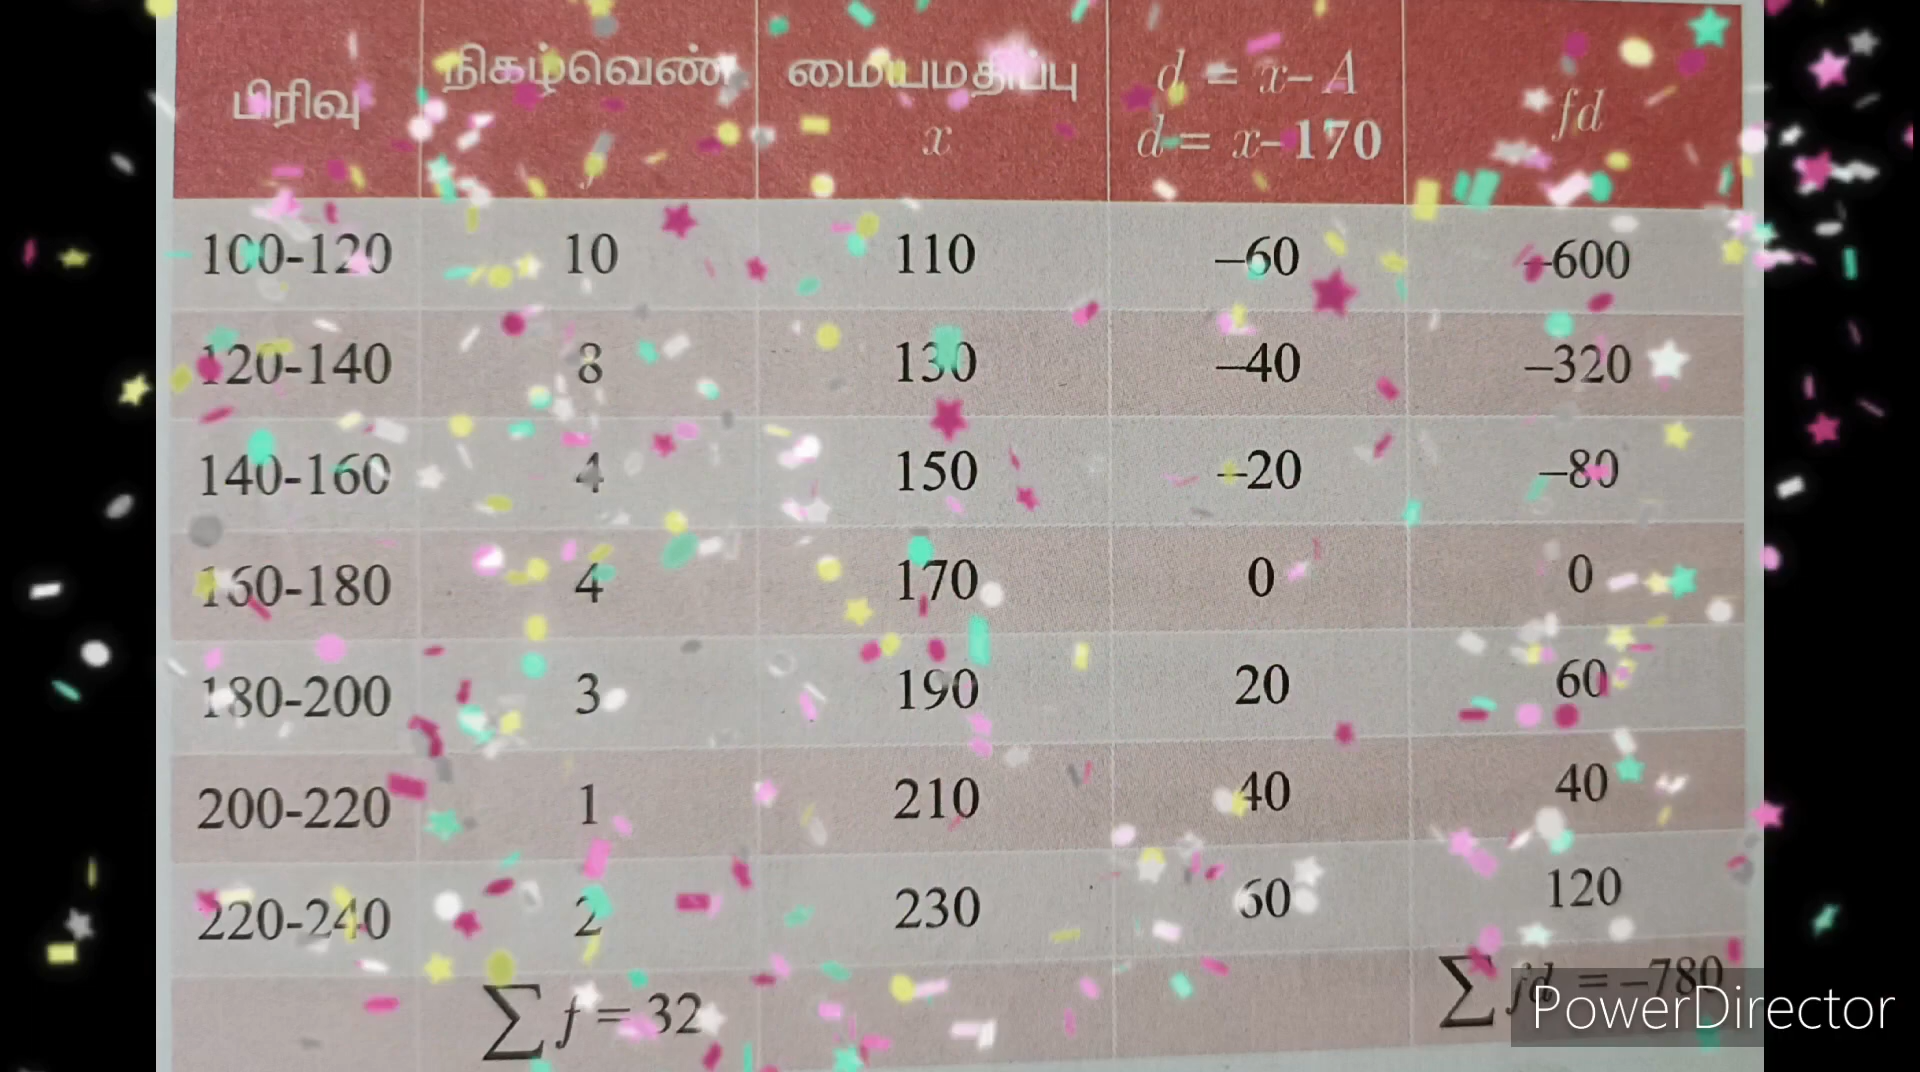 பிரிவு நிகழ்வெண் மையமதிப்பு x d = x–A d = x–170 fd
100-120 10 110 –60 –600
120-140 8 130 –40 –320
140-160 4 150 –20 –80
160-180 4 170 0 0
180-200 3 190 20 60
200-220 1 210 40 40
220-240 2 230 60 120
∑ f = 32 ∑ fd = –780
PowerDirector